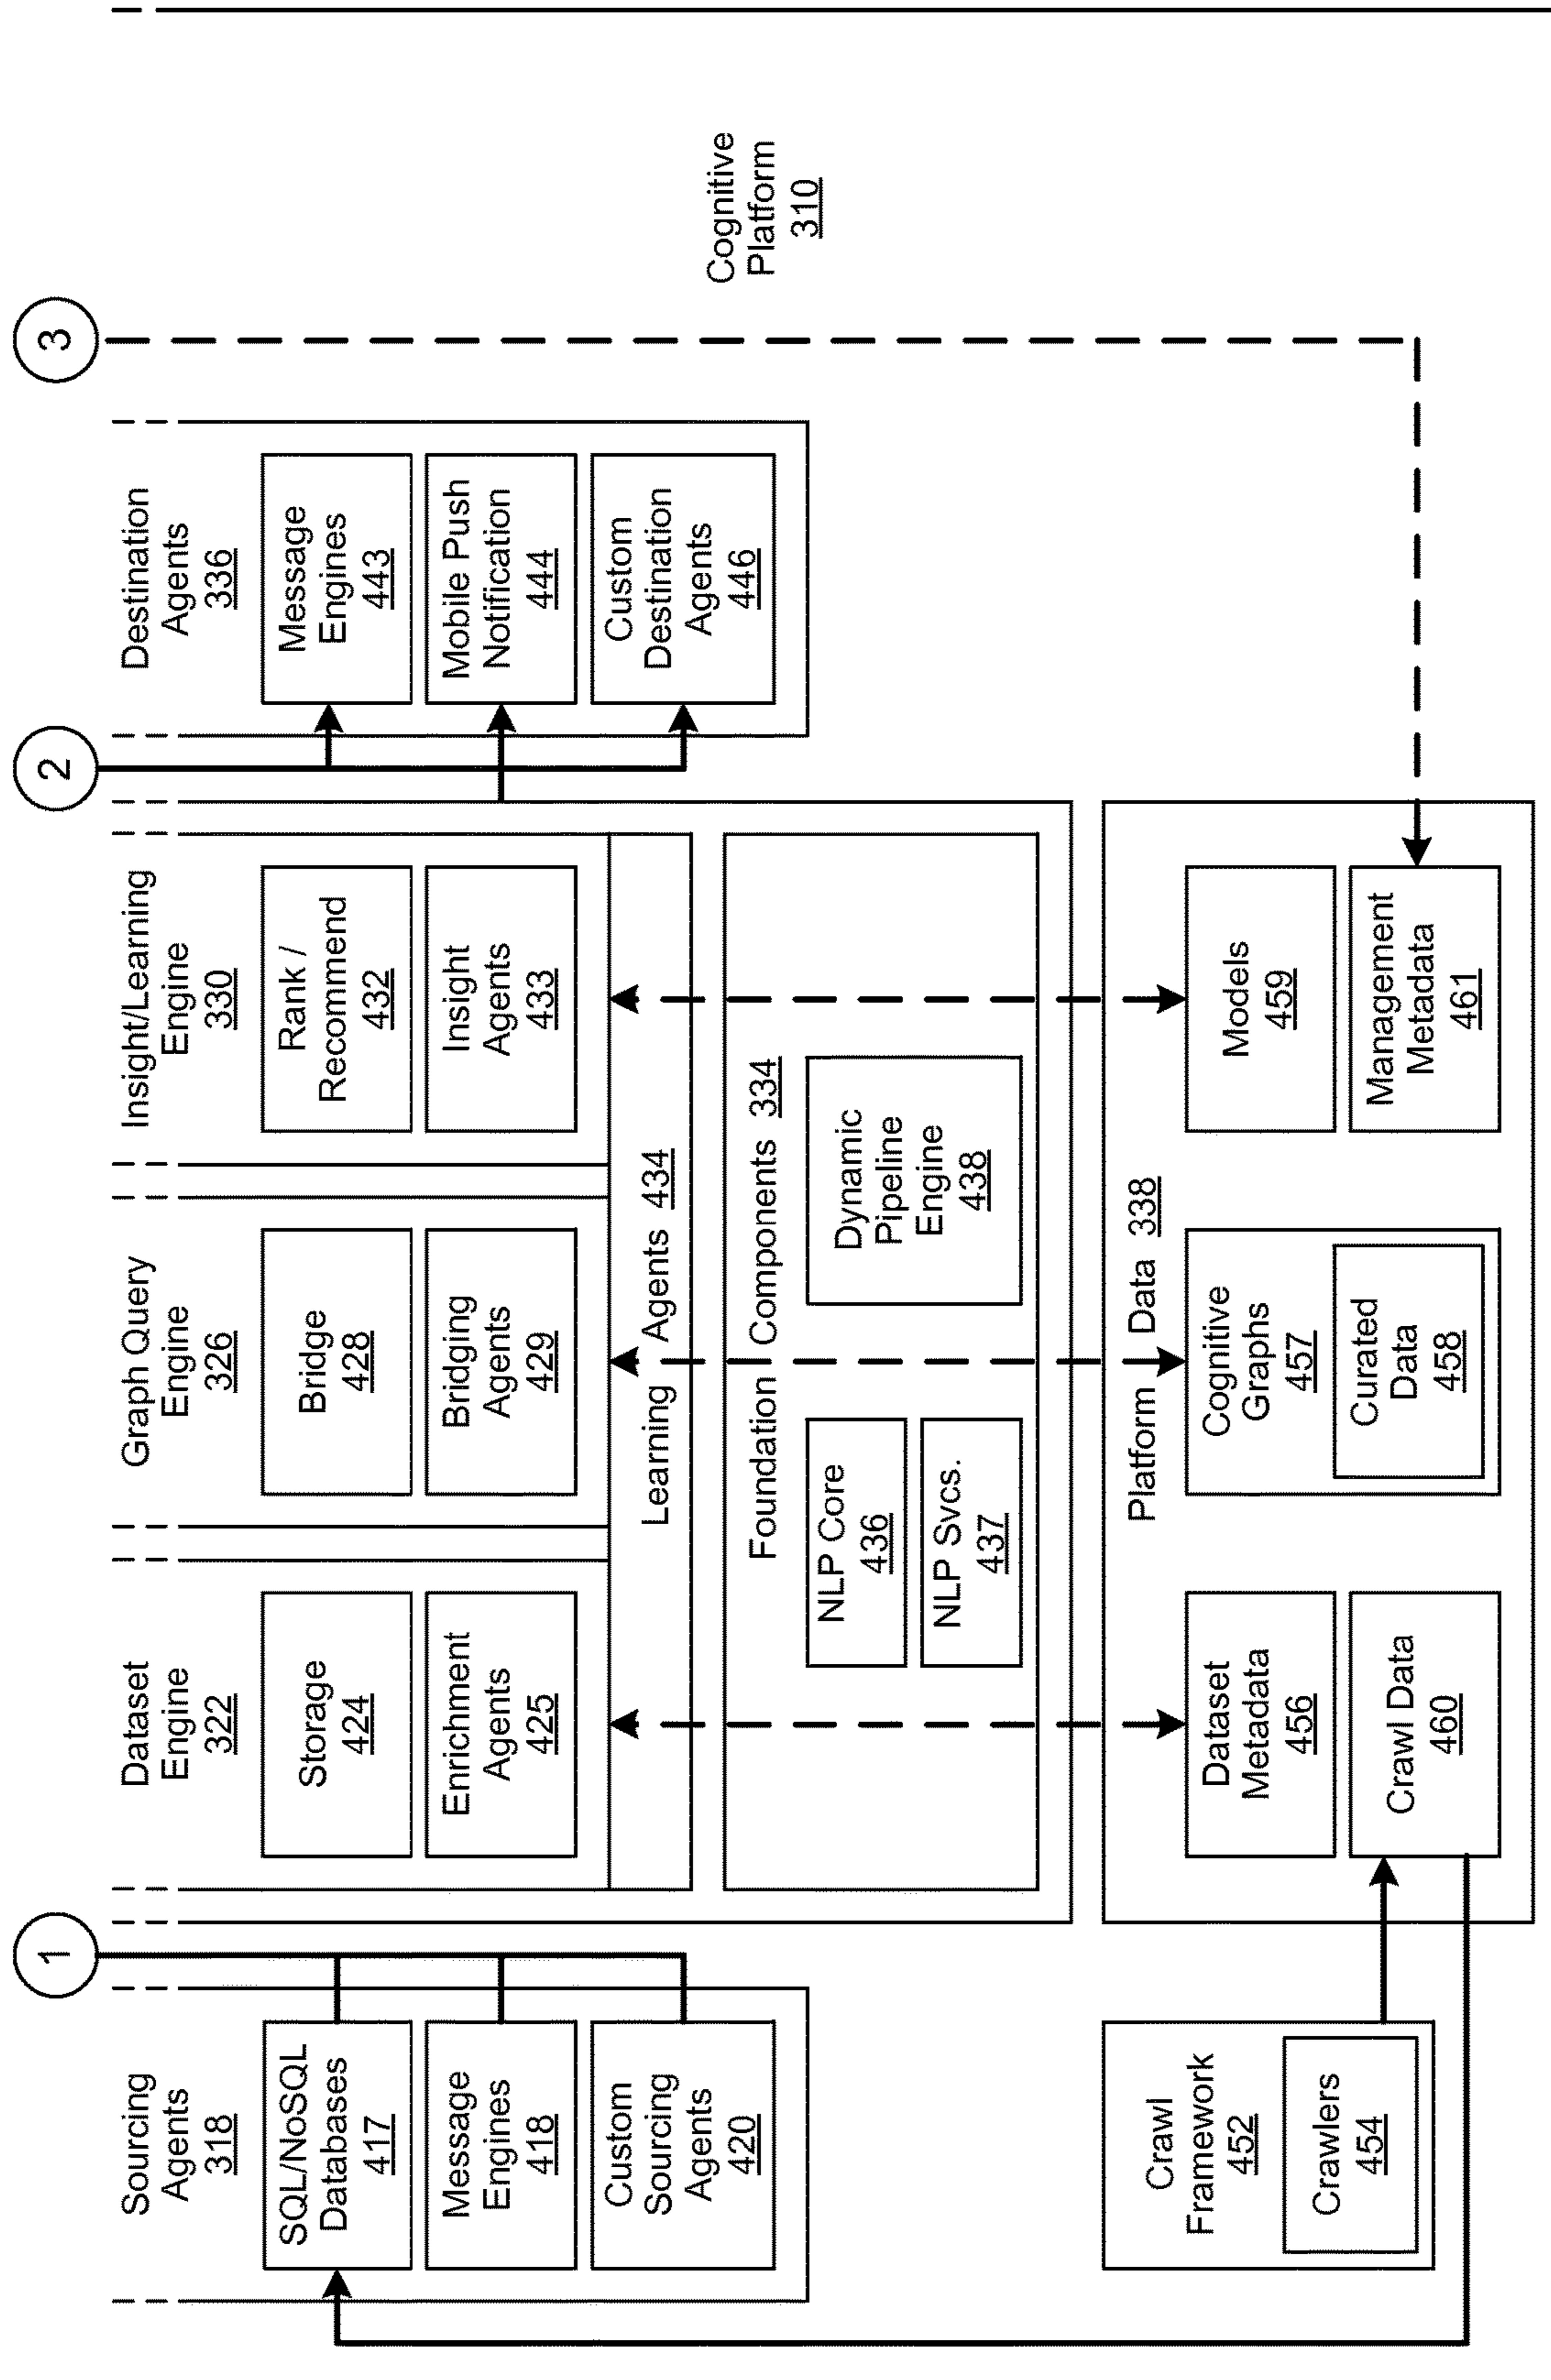 1
2
3
Sourcing
Agents
318
SQL/NoSQL
Databases
417
Message
Engines
418
Custom
Sourcing
Agents
420
Dataset
Engine
322
Storage
424
Enrichment
Agents
425
Graph Query
Engine
326
Bridge
428
Bridging
Agents
429
Insight/Learning
Engine
330
Rank /
Recommend
432
Insight
Agents
433
Learning Agents 434
Foundation Components 334
NLP Core
436
NLP Svcs.
437
Dynamic
Pipeline
Engine
438
Destination
Agents
336
Message
Engines
443
Mobile Push
Notification
444
Custom
Destination
Agents
446
Cognitive
Platform
310
Crawl
Framework
452
Crawlers
454
Platform Data 338
Dataset
Metadata
456
Crawl Data
460
Cognitive
Graphs
457
Curated
Data
458
Models
459
Management
Metadata
461